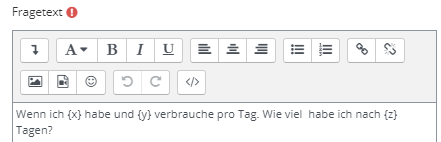 Fragetext
A B I U
Wenn ich {x} habe und {y} verbrauche pro Tag. Wie viel  habe ich nach {z}
Tagen?